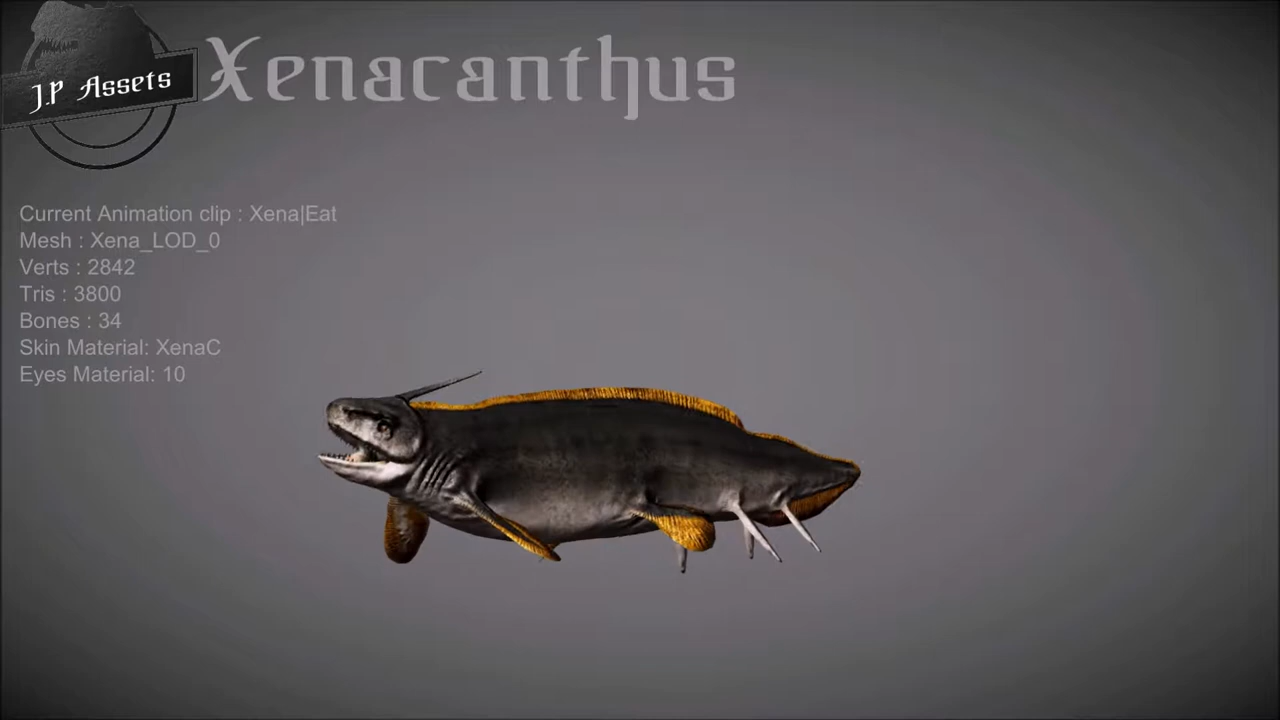 J.P Assets
Xenacanthus
Current Animation clip : Xena|Eat
Mesh : Xena_LOD_0
Verts : 2842
Tris : 3800
Bones : 34
Skin Material: XenaC
Eyes Material: 10